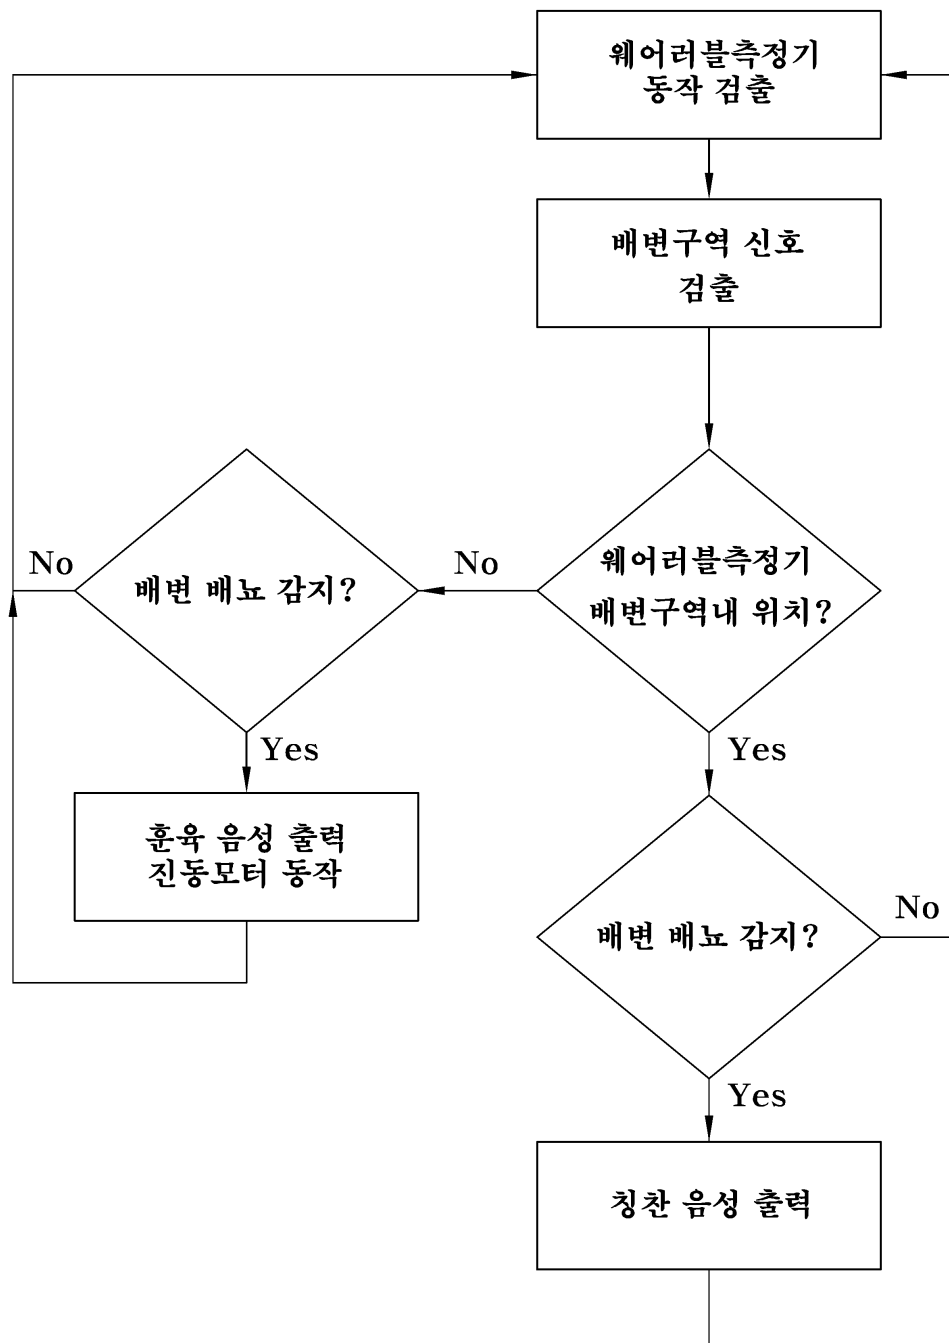 웨어러블측정기
동작 검출
배변구역 신호
검출
웨어러블측정기
배변구역내 위치?
No
배변 배뇨 감지?
No
Yes
훈육 음성 출력
진동모터 동작
Yes
배변 배뇨 감지?
No
Yes
칭찬 음성 출력